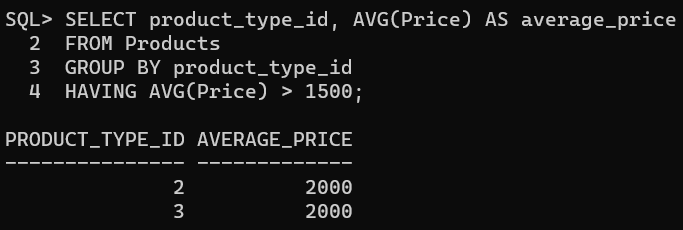 SQL> SELECT product_type_id, AVG(Price) AS average_price
  2  FROM Products
  3  GROUP BY product_type_id
  4  HAVING AVG(Price) > 1500;

PRODUCT_TYPE_ID AVERAGE_PRICE
--------------- -------------
              2          2000
              3          2000